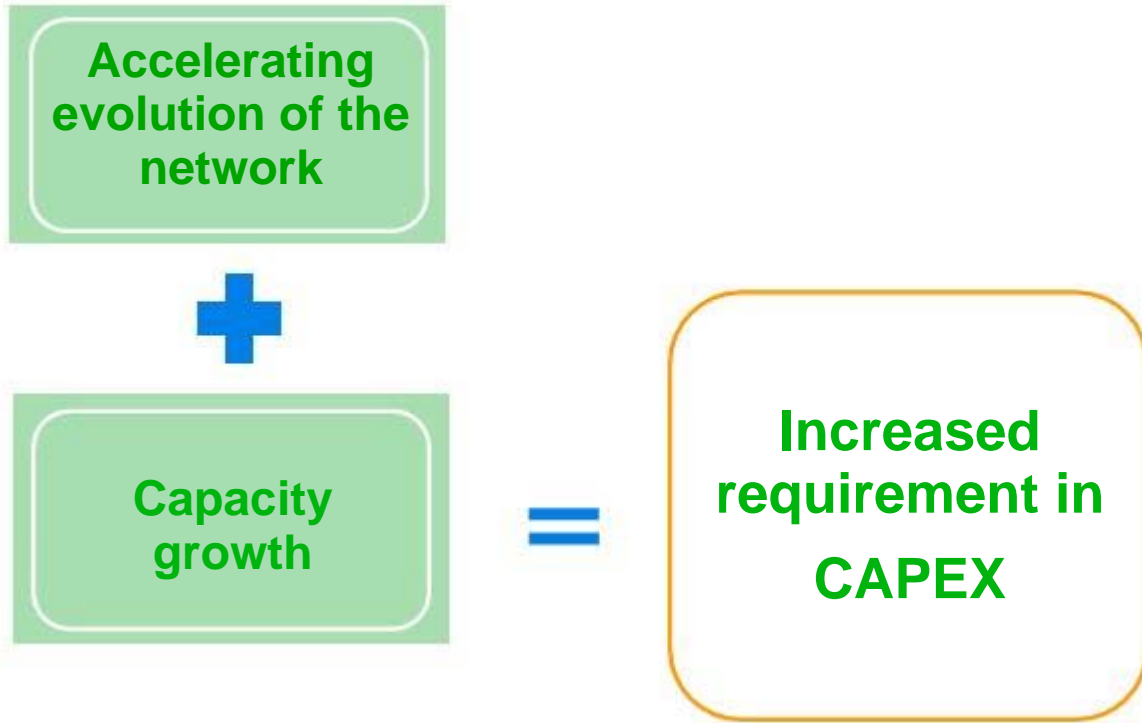 Accelerating
evolution of the
network
Capacity
growth
Increased
requirement in
CAPEX